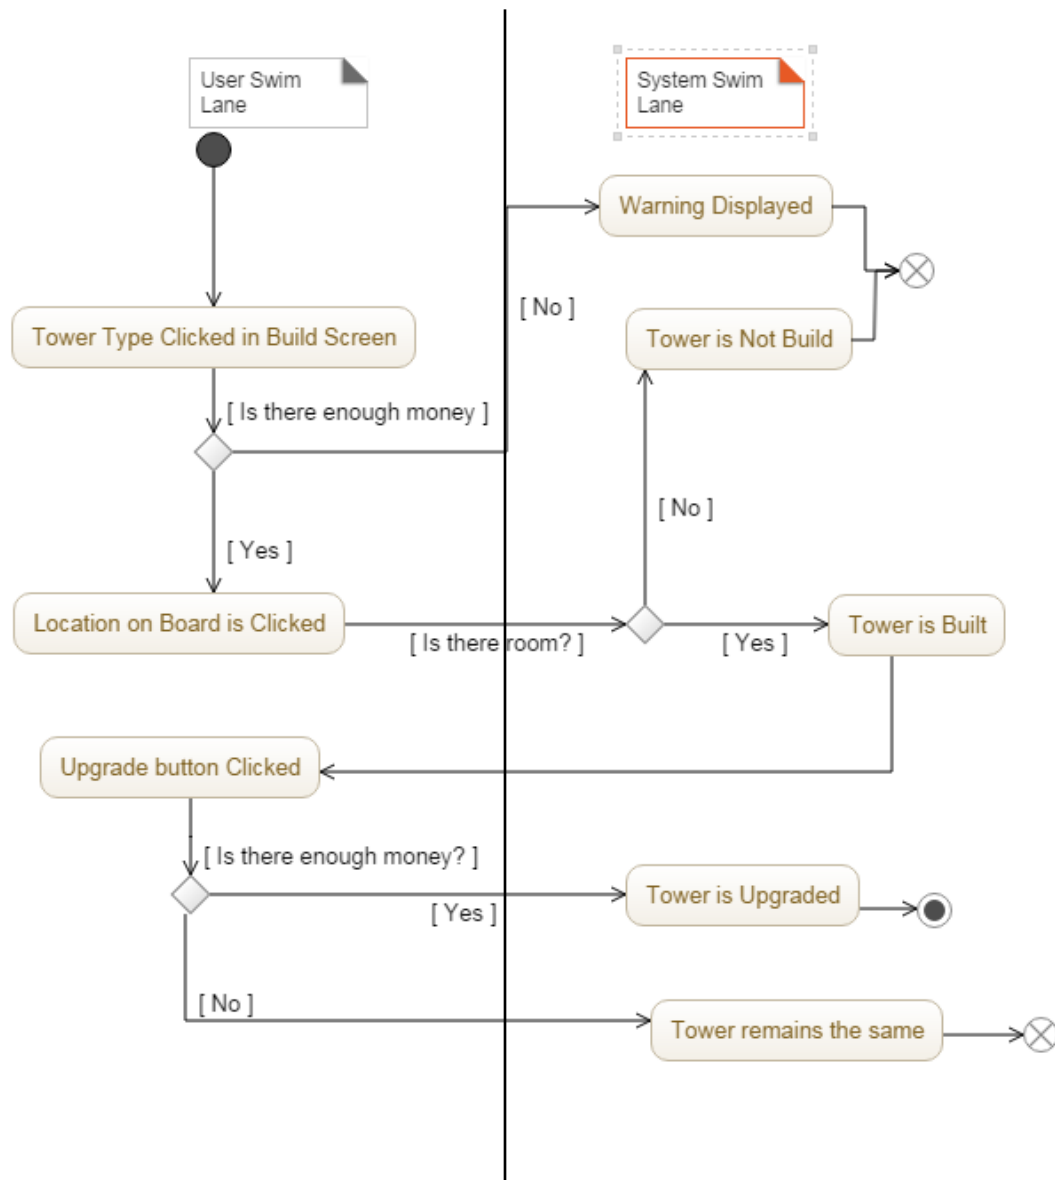 User Swim
Lane
System Swim
Lane
Warning Displayed
[ No ]
Tower Type Clicked in Build Screen
Tower is Not Build
[ Is there enough money ]
[ No ]
[ Yes ]
Location on Board is Clicked
[ Is there room? ]
[ Yes ]
Tower is Built
Upgrade button Clicked
[ Is there enough money? ]
[ Yes ]
Tower is Upgraded
[ No ]
Tower remains the same